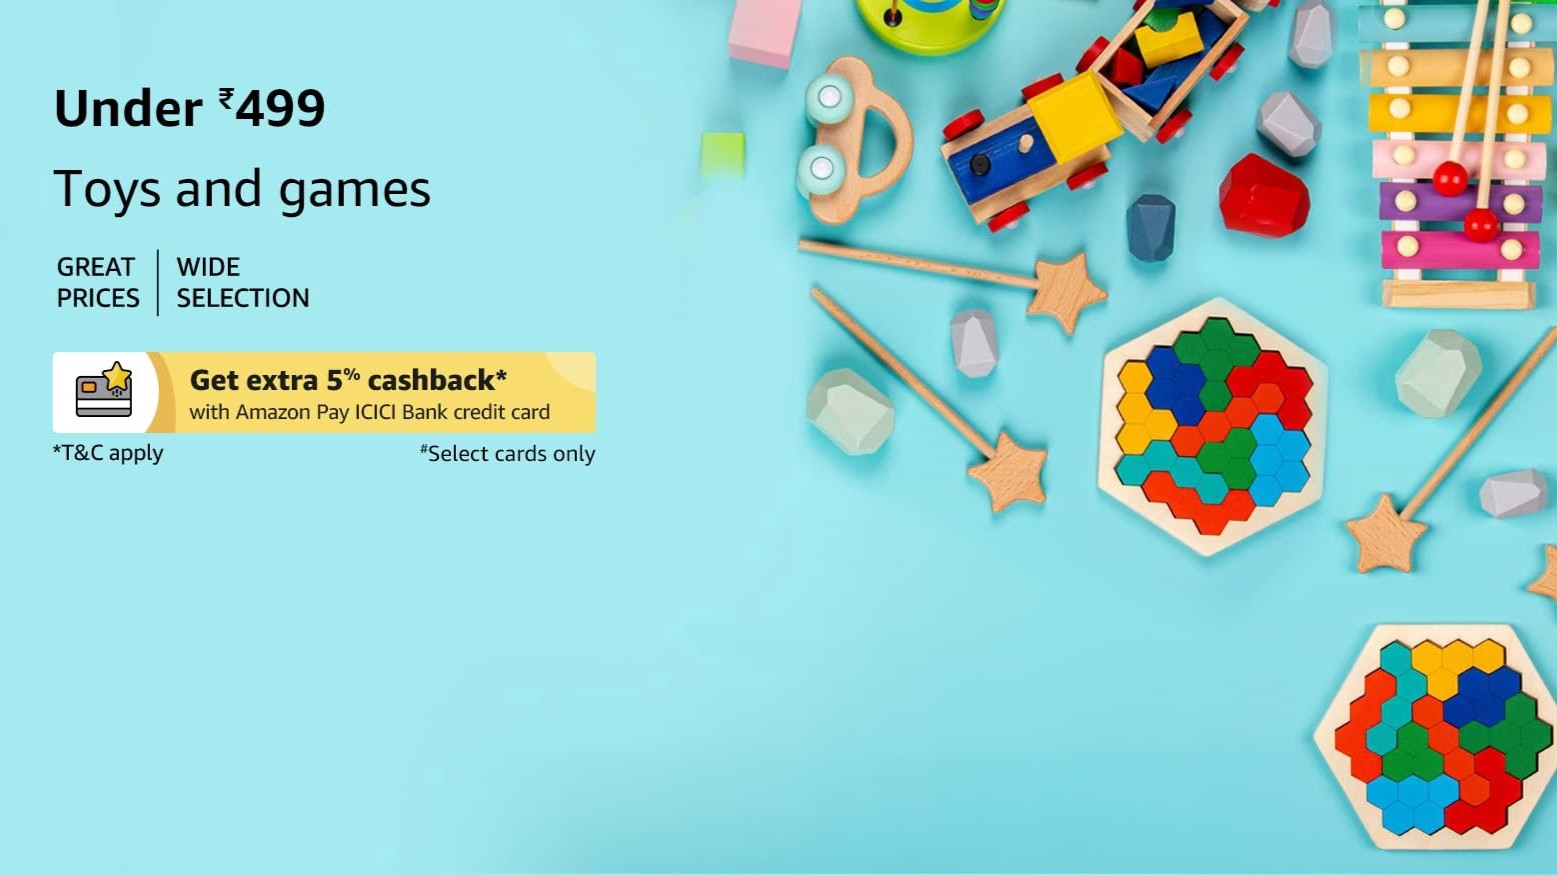 Under ₹499
Toys and games
GREAT PRICES
WIDE SELECTION
Get extra 5% cashback*
with Amazon Pay ICICI Bank credit card
*T&C apply
#Select cards only